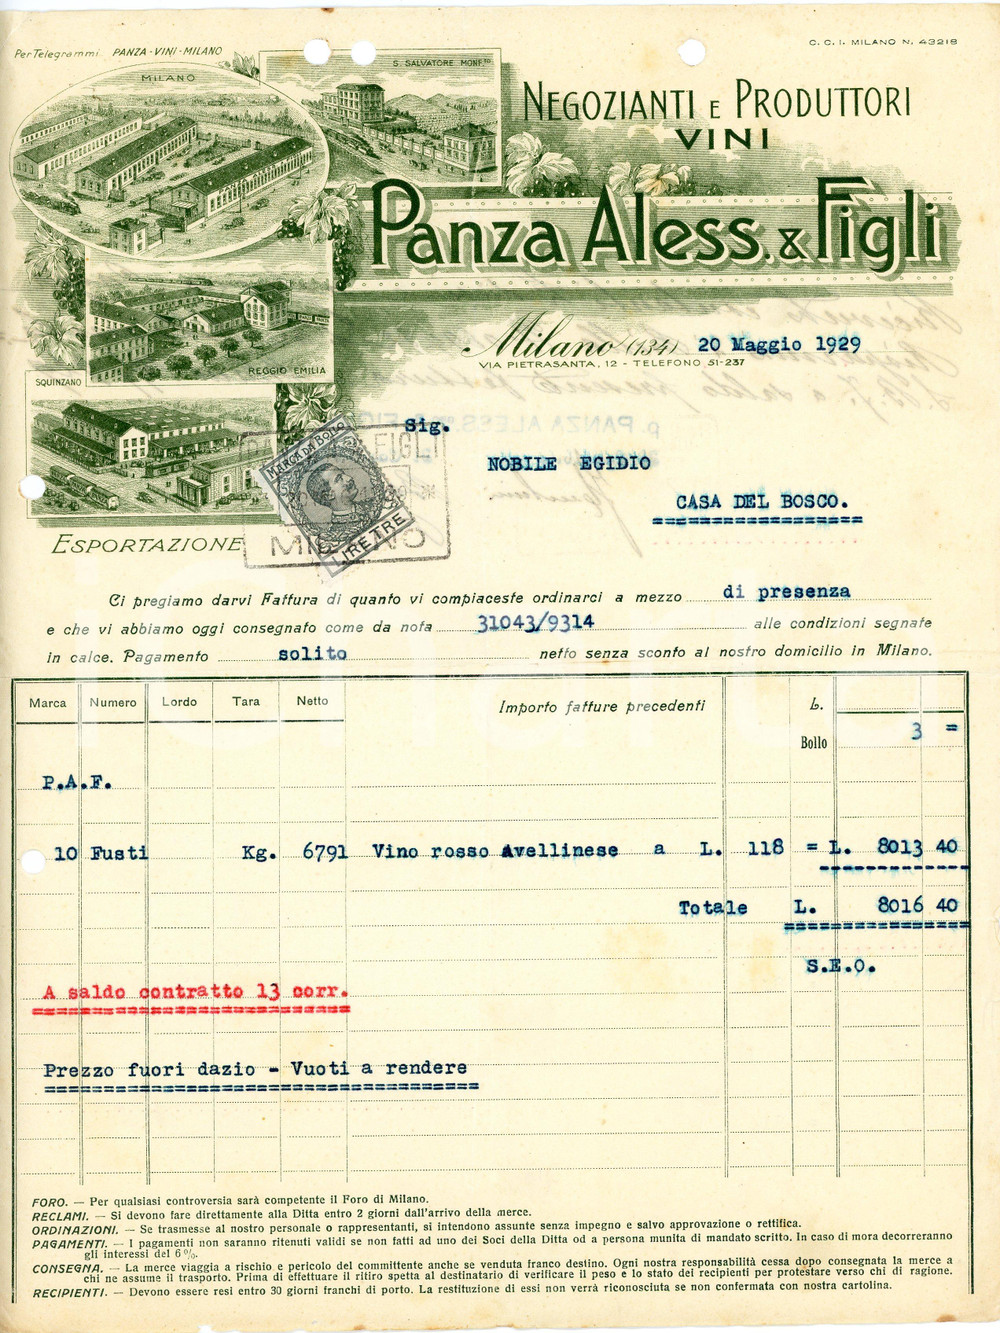 Per Telegrammi PANZA - VINI - MILANO
C. C. I. MILANO N. 43218
MILANO
S. SALVATORE MONF.TO
NEGOZIANTI E PRODUTTORI
VINI
Panza Aless. & Figli
REGGIO EMILIA
SQUINZANO
ESPORTAZIONE
Milano (134) 20 Maggio 1929
VIA PIETRASANTA, 12 - TELEFONO 51-237
MARCA DA BOLLO
LIRE TRE
FIGLI
MILANO
Sig.
NOBILE EGIDIO
CASA DEL BOSCO.
Ci pregiamo darvi Fattura di quanto vi compiaceste ordinarci a mezzo di presenza
e che vi abbiamo oggi consegnato come da nota 31043/9314 alle condizioni segnate
in calce. Pagamento solito netto senza sconto al nostro domicilio in Milano.
Marca Numero Lordo Tara Netto Importo fatture precedenti L.
Bollo 3 =
P.A.F.
10 Fusti Kg. 6791 Vino rosso Avellinese a L. 118 = L. 8013 40
Totale L. 8016 40
S.E.O.
A saldo contratto 13 corr.
Prezzo fuori dazio - Vuoti a rendere
FORO. — Per qualsiasi controversia sarà competente il Foro di Milano.
RECLAMI. — Si devono fare direttamente alla Ditta entro 2 giorni dall'arrivo della merce.
ORDINAZIONI. — Se trasmesse al nostro personale o rappresentanti, si intendono assunte senza impegno e salvo approvazione o rettifica.
PAGAMENTI. — I pagamenti non saranno ritenuti validi se non fatti ad uno dei Soci della Ditta od a persona munita di mandato scritto. In caso di mora decorreranno
gli interessi del 6 %.
CONSEGNA. — La merce viaggia a rischio e pericolo del committente anche se venduta franco destino. Ogni nostra responsabilità cessa dopo consegnata la merce a
chi ne assume il trasporto. Prima di effettuare il ritiro spetta al destinatario di verificare il peso e lo stato dei recipienti per protestare verso chi di ragione.
RECIPIENTI. — Devono essere resi entro 30 giorni franchi di porto. La restituzione di essi non verrà riconosciuta se non confermata con nostra cartolina.